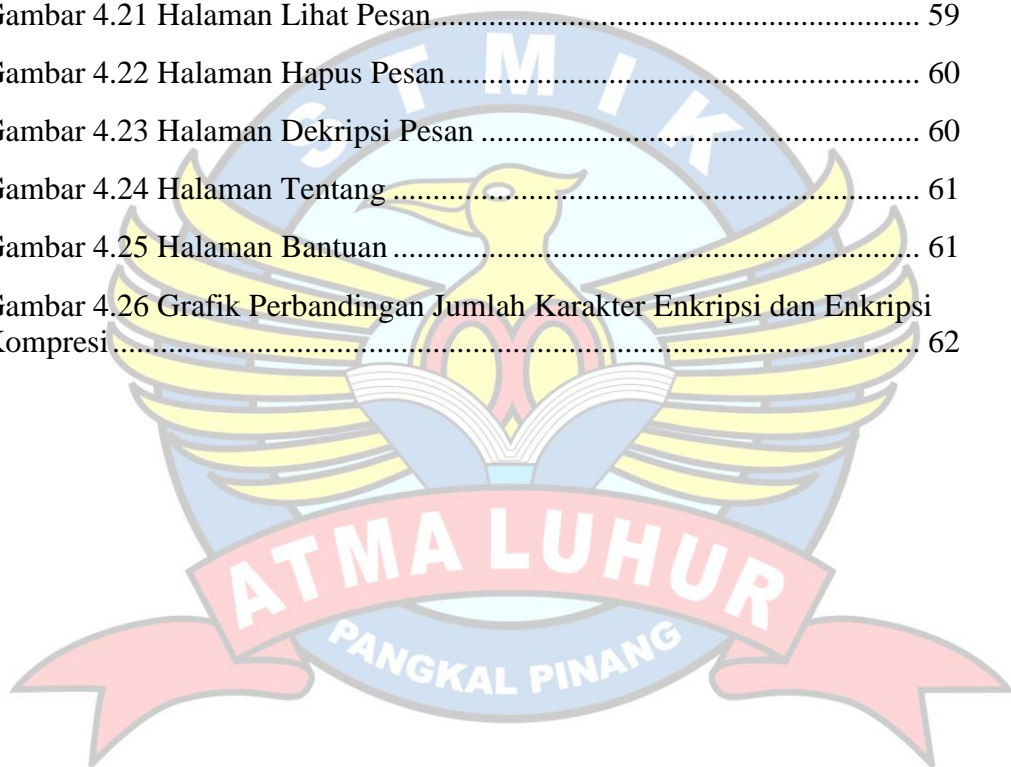 Gambar 4.21 Halaman Lihat Pesan.......................................................... 59
Gambar 4.22 Halaman Hapus Pesan........................................................ 60
Gambar 4.23 Halaman Dekripsi Pesan .................................................... 60
Gambar 4.24 Halaman Tentang .............................................................. 61
Gambar 4.25 Halaman Bantuan .............................................................. 61
Gambar 4.26 Grafik Perbandingan Jumlah Karakter Enkripsi dan Enkripsi
Kompresi................................................................................................ 62
STMIK
ATMA LUHUR
PANGKAL PINANG